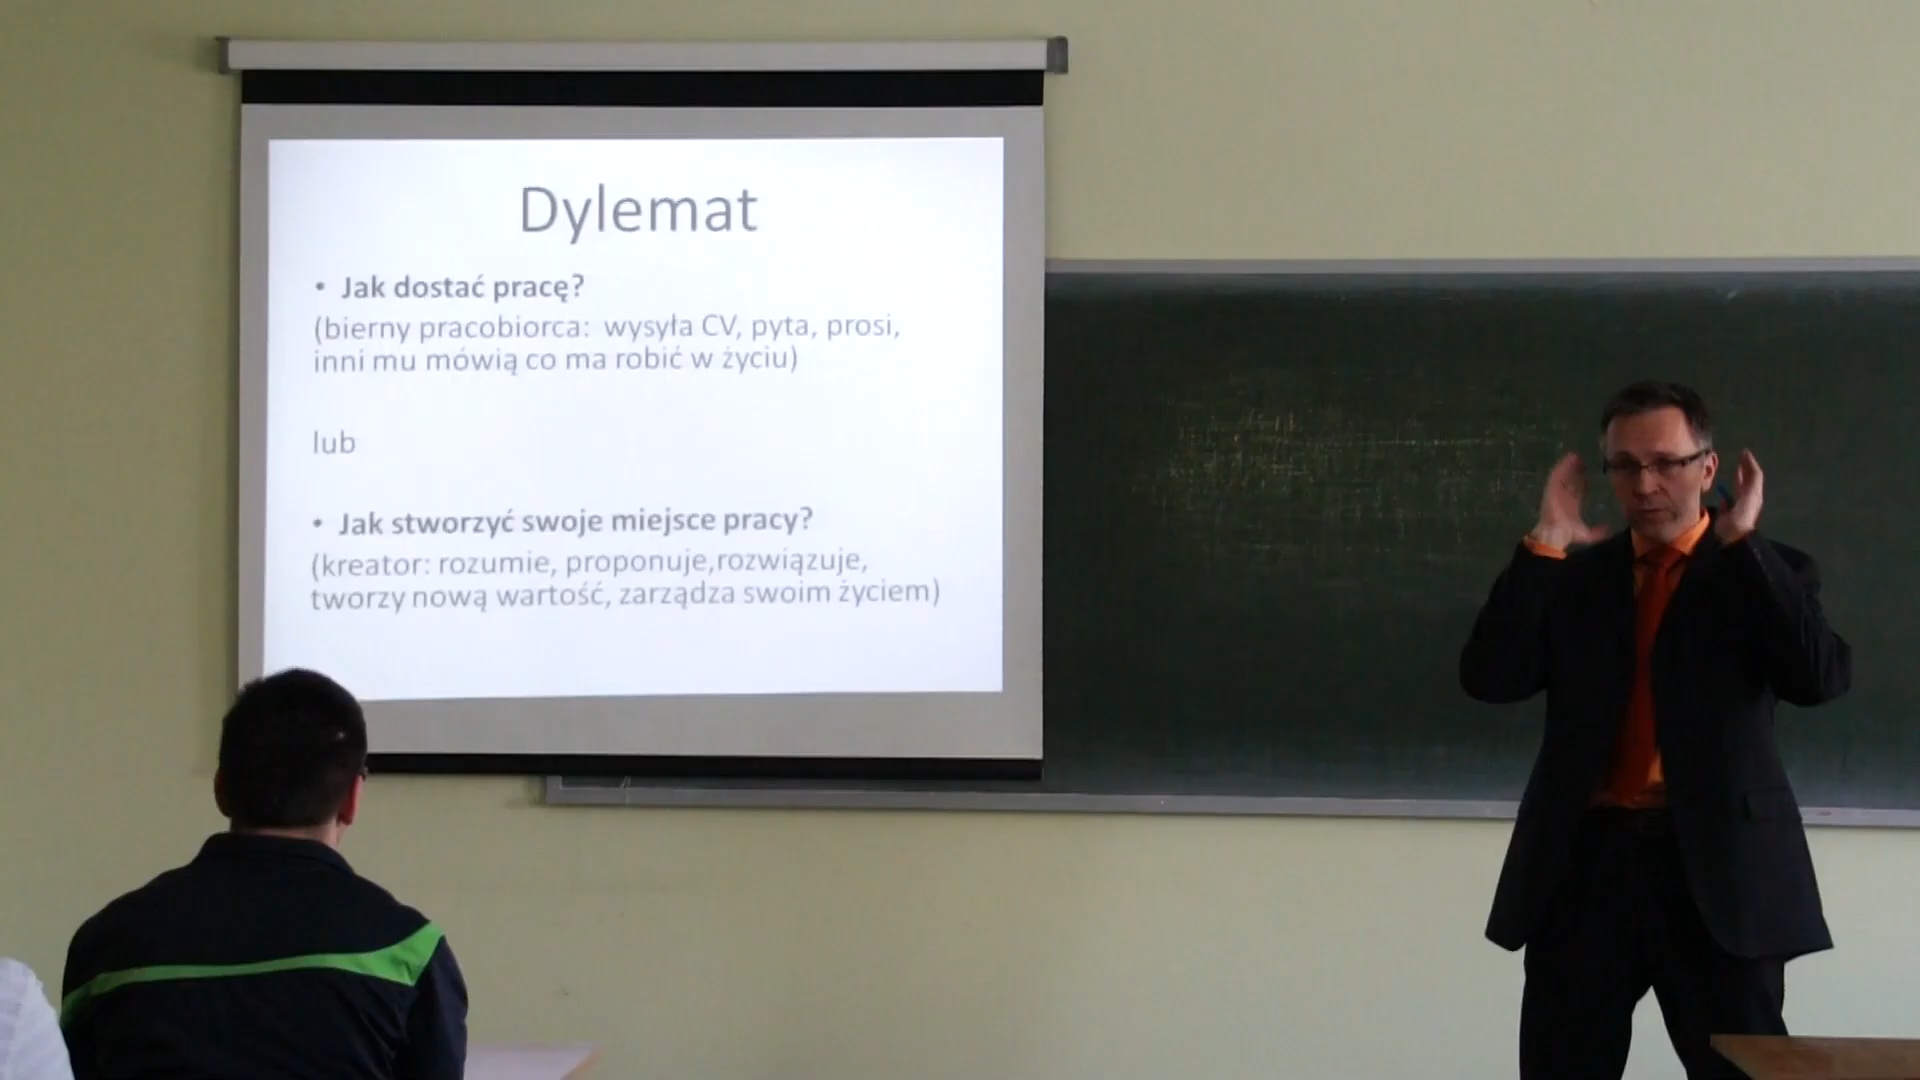 Dylemat
• Jak dostać pracę?
(bierny pracobiorca: wysyła CV, pyta, prosi,
inni mu mówią co ma robić w życiu)
lub
• Jak stworzyć swoje miejsce pracy?
(kreator: rozumie, proponuje,rozwiązuje,
tworzy nową wartość, zarządza swoim życiem)